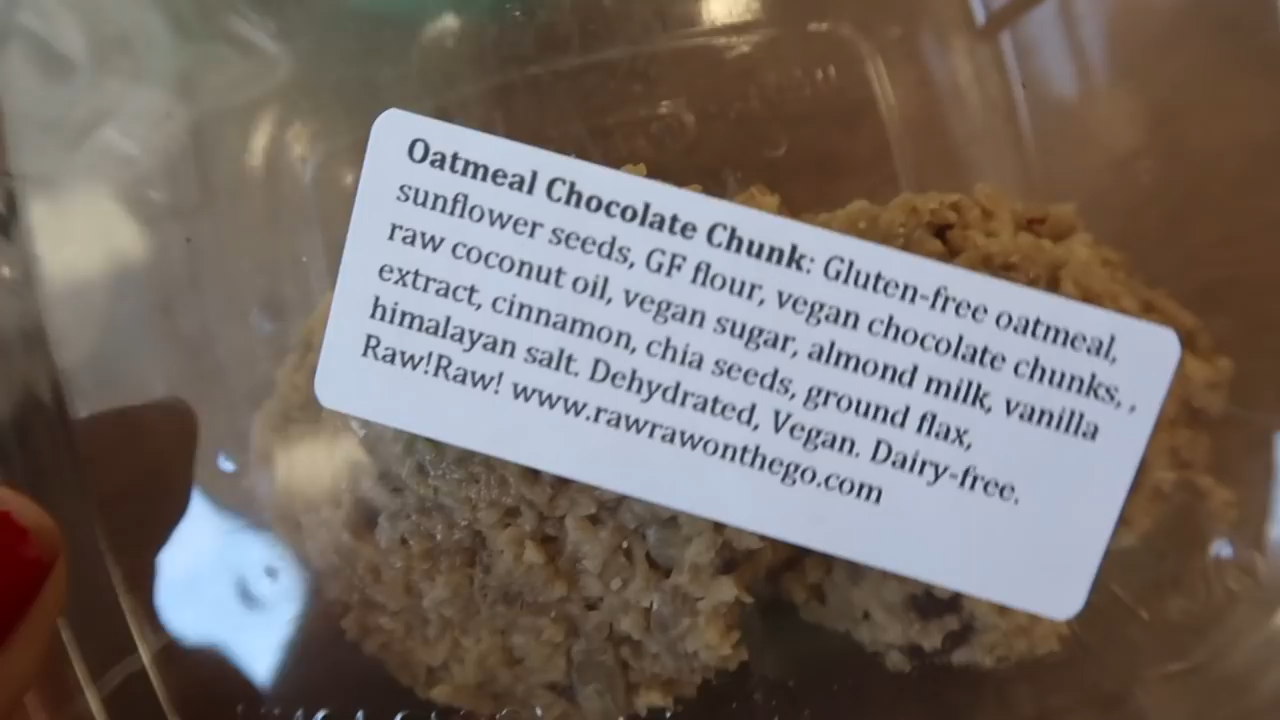 Oatmeal Chocolate Chunk: Gluten-free oatmeal,
sunflower seeds, GF flour, vegan chocolate chunks, ,
raw coconut oil, vegan sugar, almond milk, vanilla
extract, cinnamon, chia seeds, ground flax,
himalayan salt. Dehydrated, Vegan. Dairy-free.
Raw!Raw! www.rawrawonthego.com